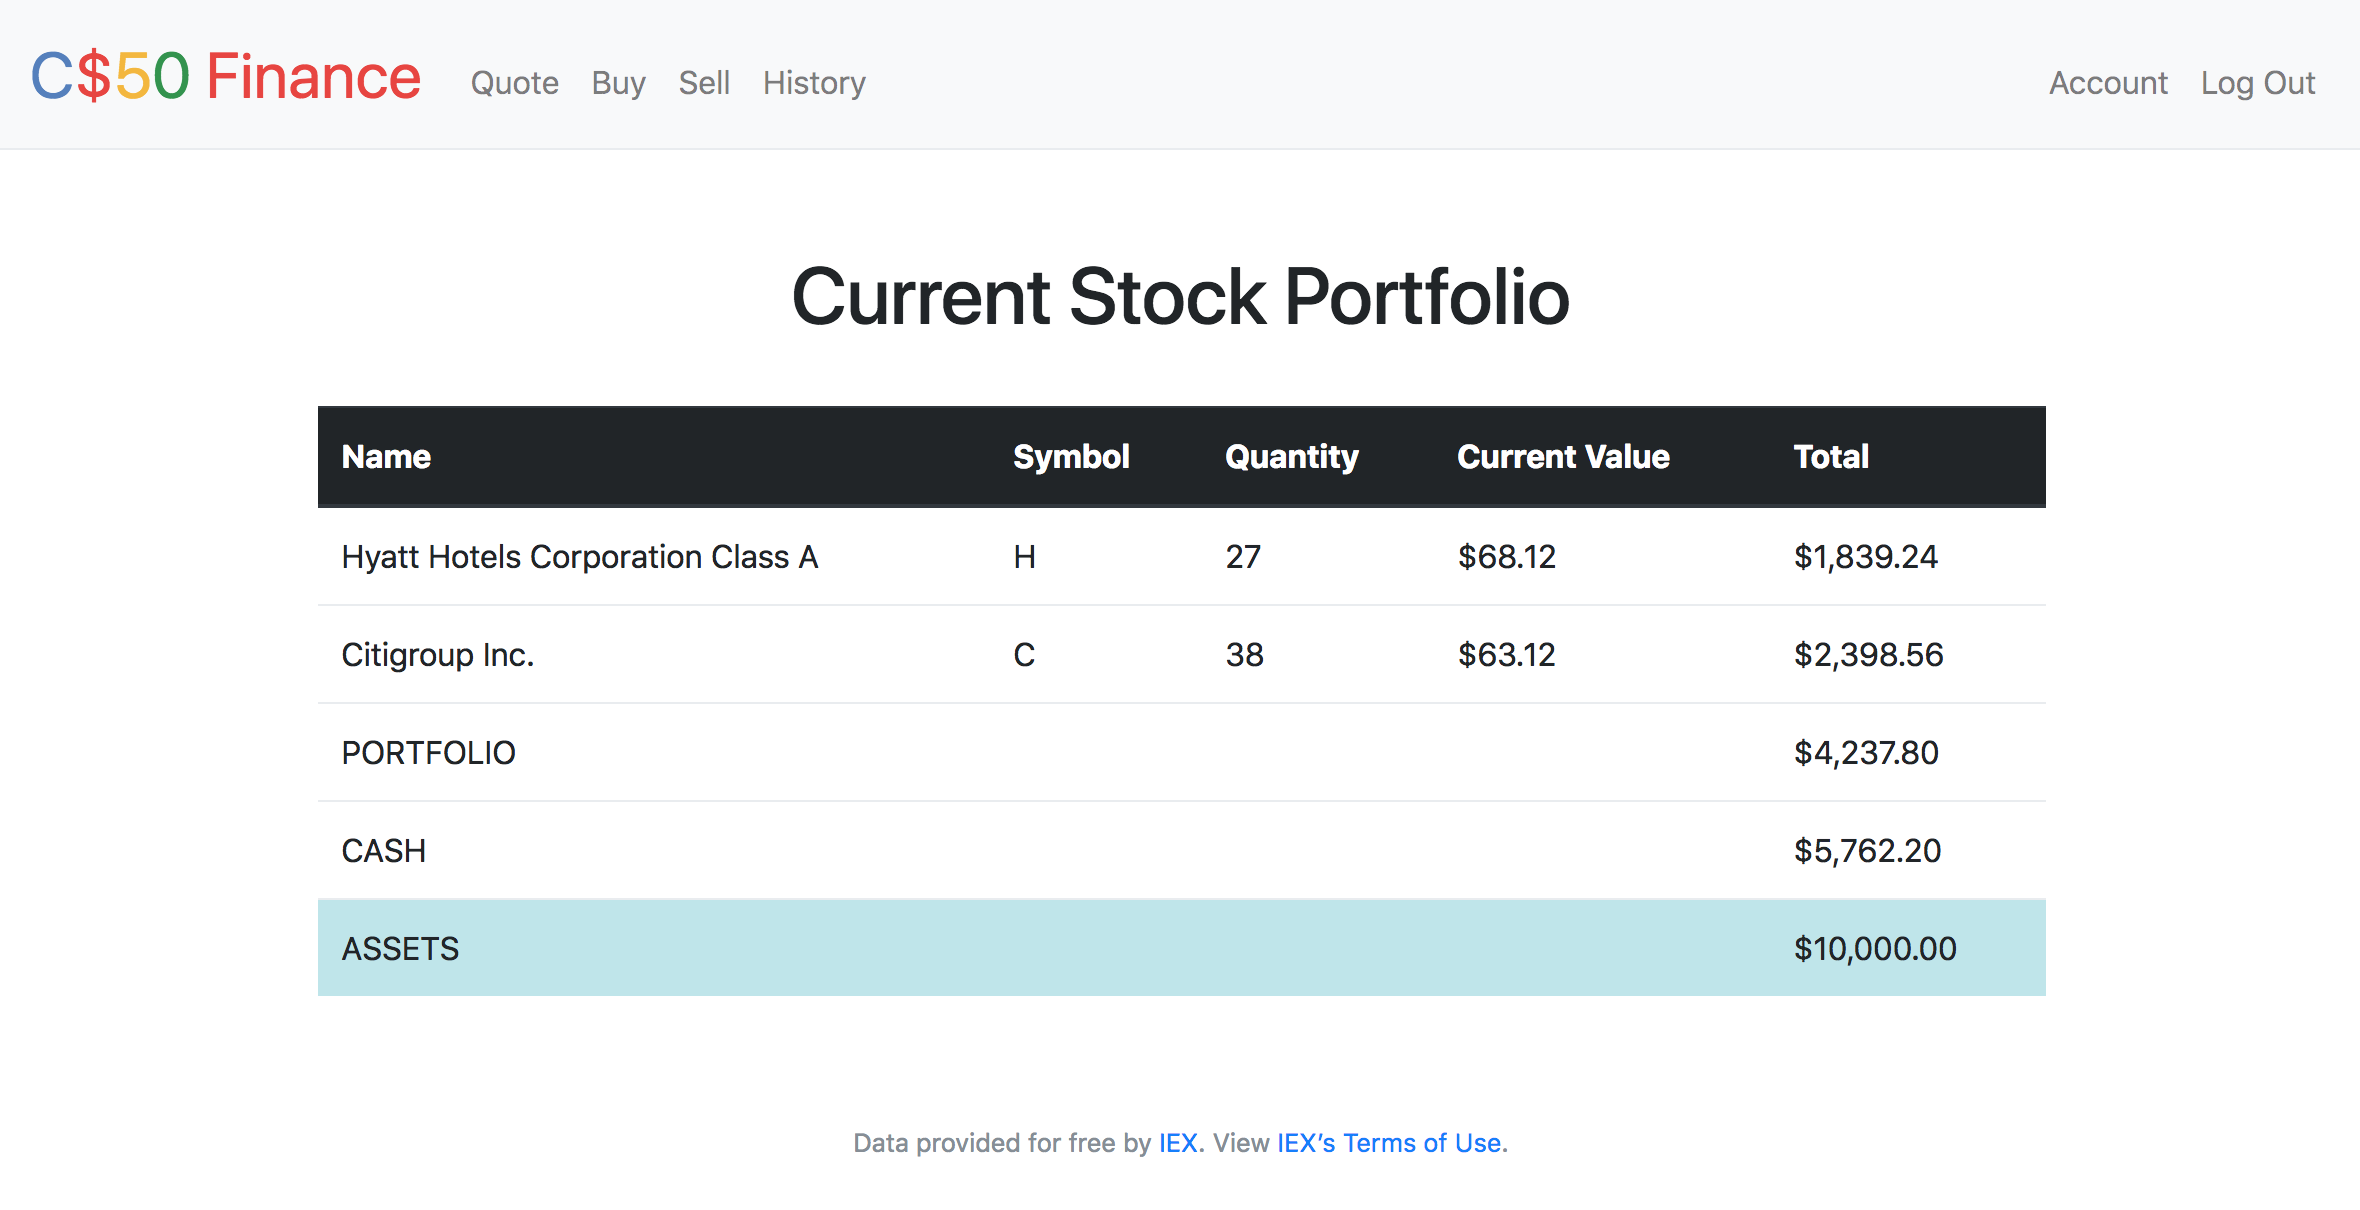 C$50 Finance Quote Buy Sell History Account Log Out
Current Stock Portfolio
Name Symbol Quantity Current Value Total
Hyatt Hotels Corporation Class A H 27 $68.12 $1,839.24
Citigroup Inc. C 38 $63.12 $2,398.56
PORTFOLIO $4,237.80
CASH $5,762.20
ASSETS $10,000.00
Data provided for free by IEX. View IEX’s Terms of Use.